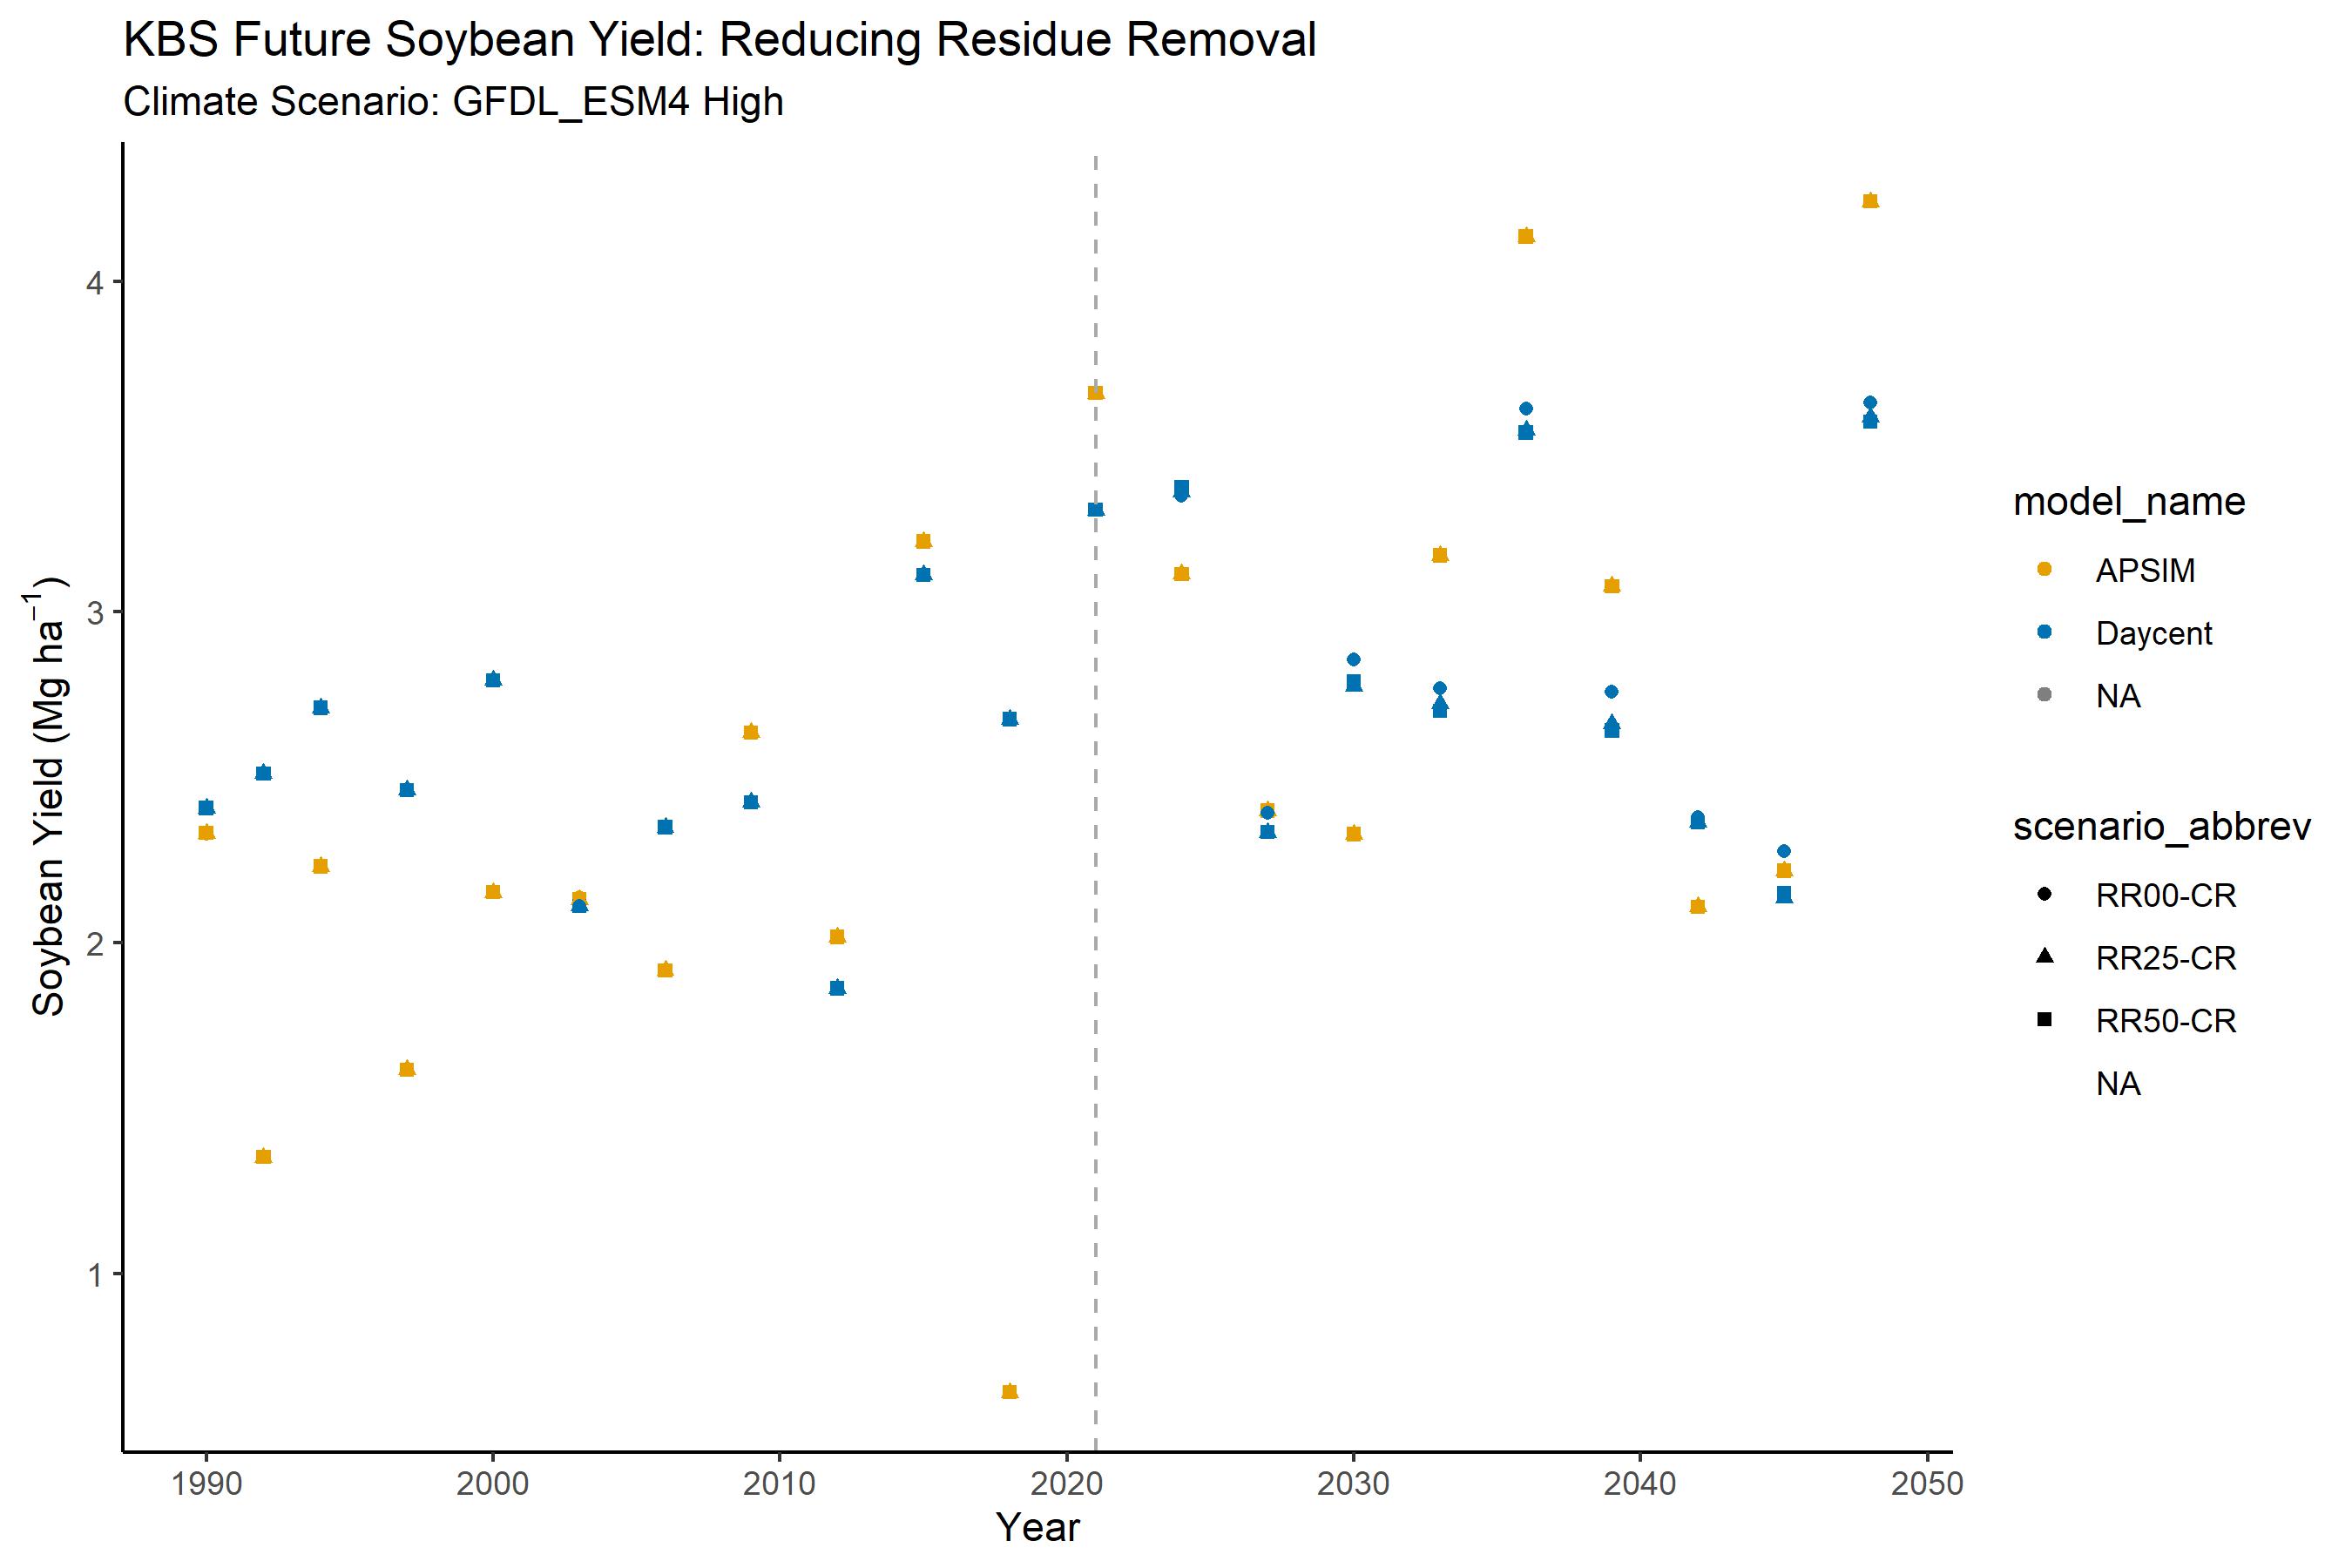 KBS Future Soybean Yield: Reducing Residue Removal
Climate Scenario: GFDL_ESM4 High
Soybean Yield (Mg ha⁻¹)
4
3
2
1
1990 2000 2010 2020 2030 2040 2050
Year
model_name
APSIM
Daycent
NA
scenario_abbrev
RR00-CR
RR25-CR
RR50-CR
NA